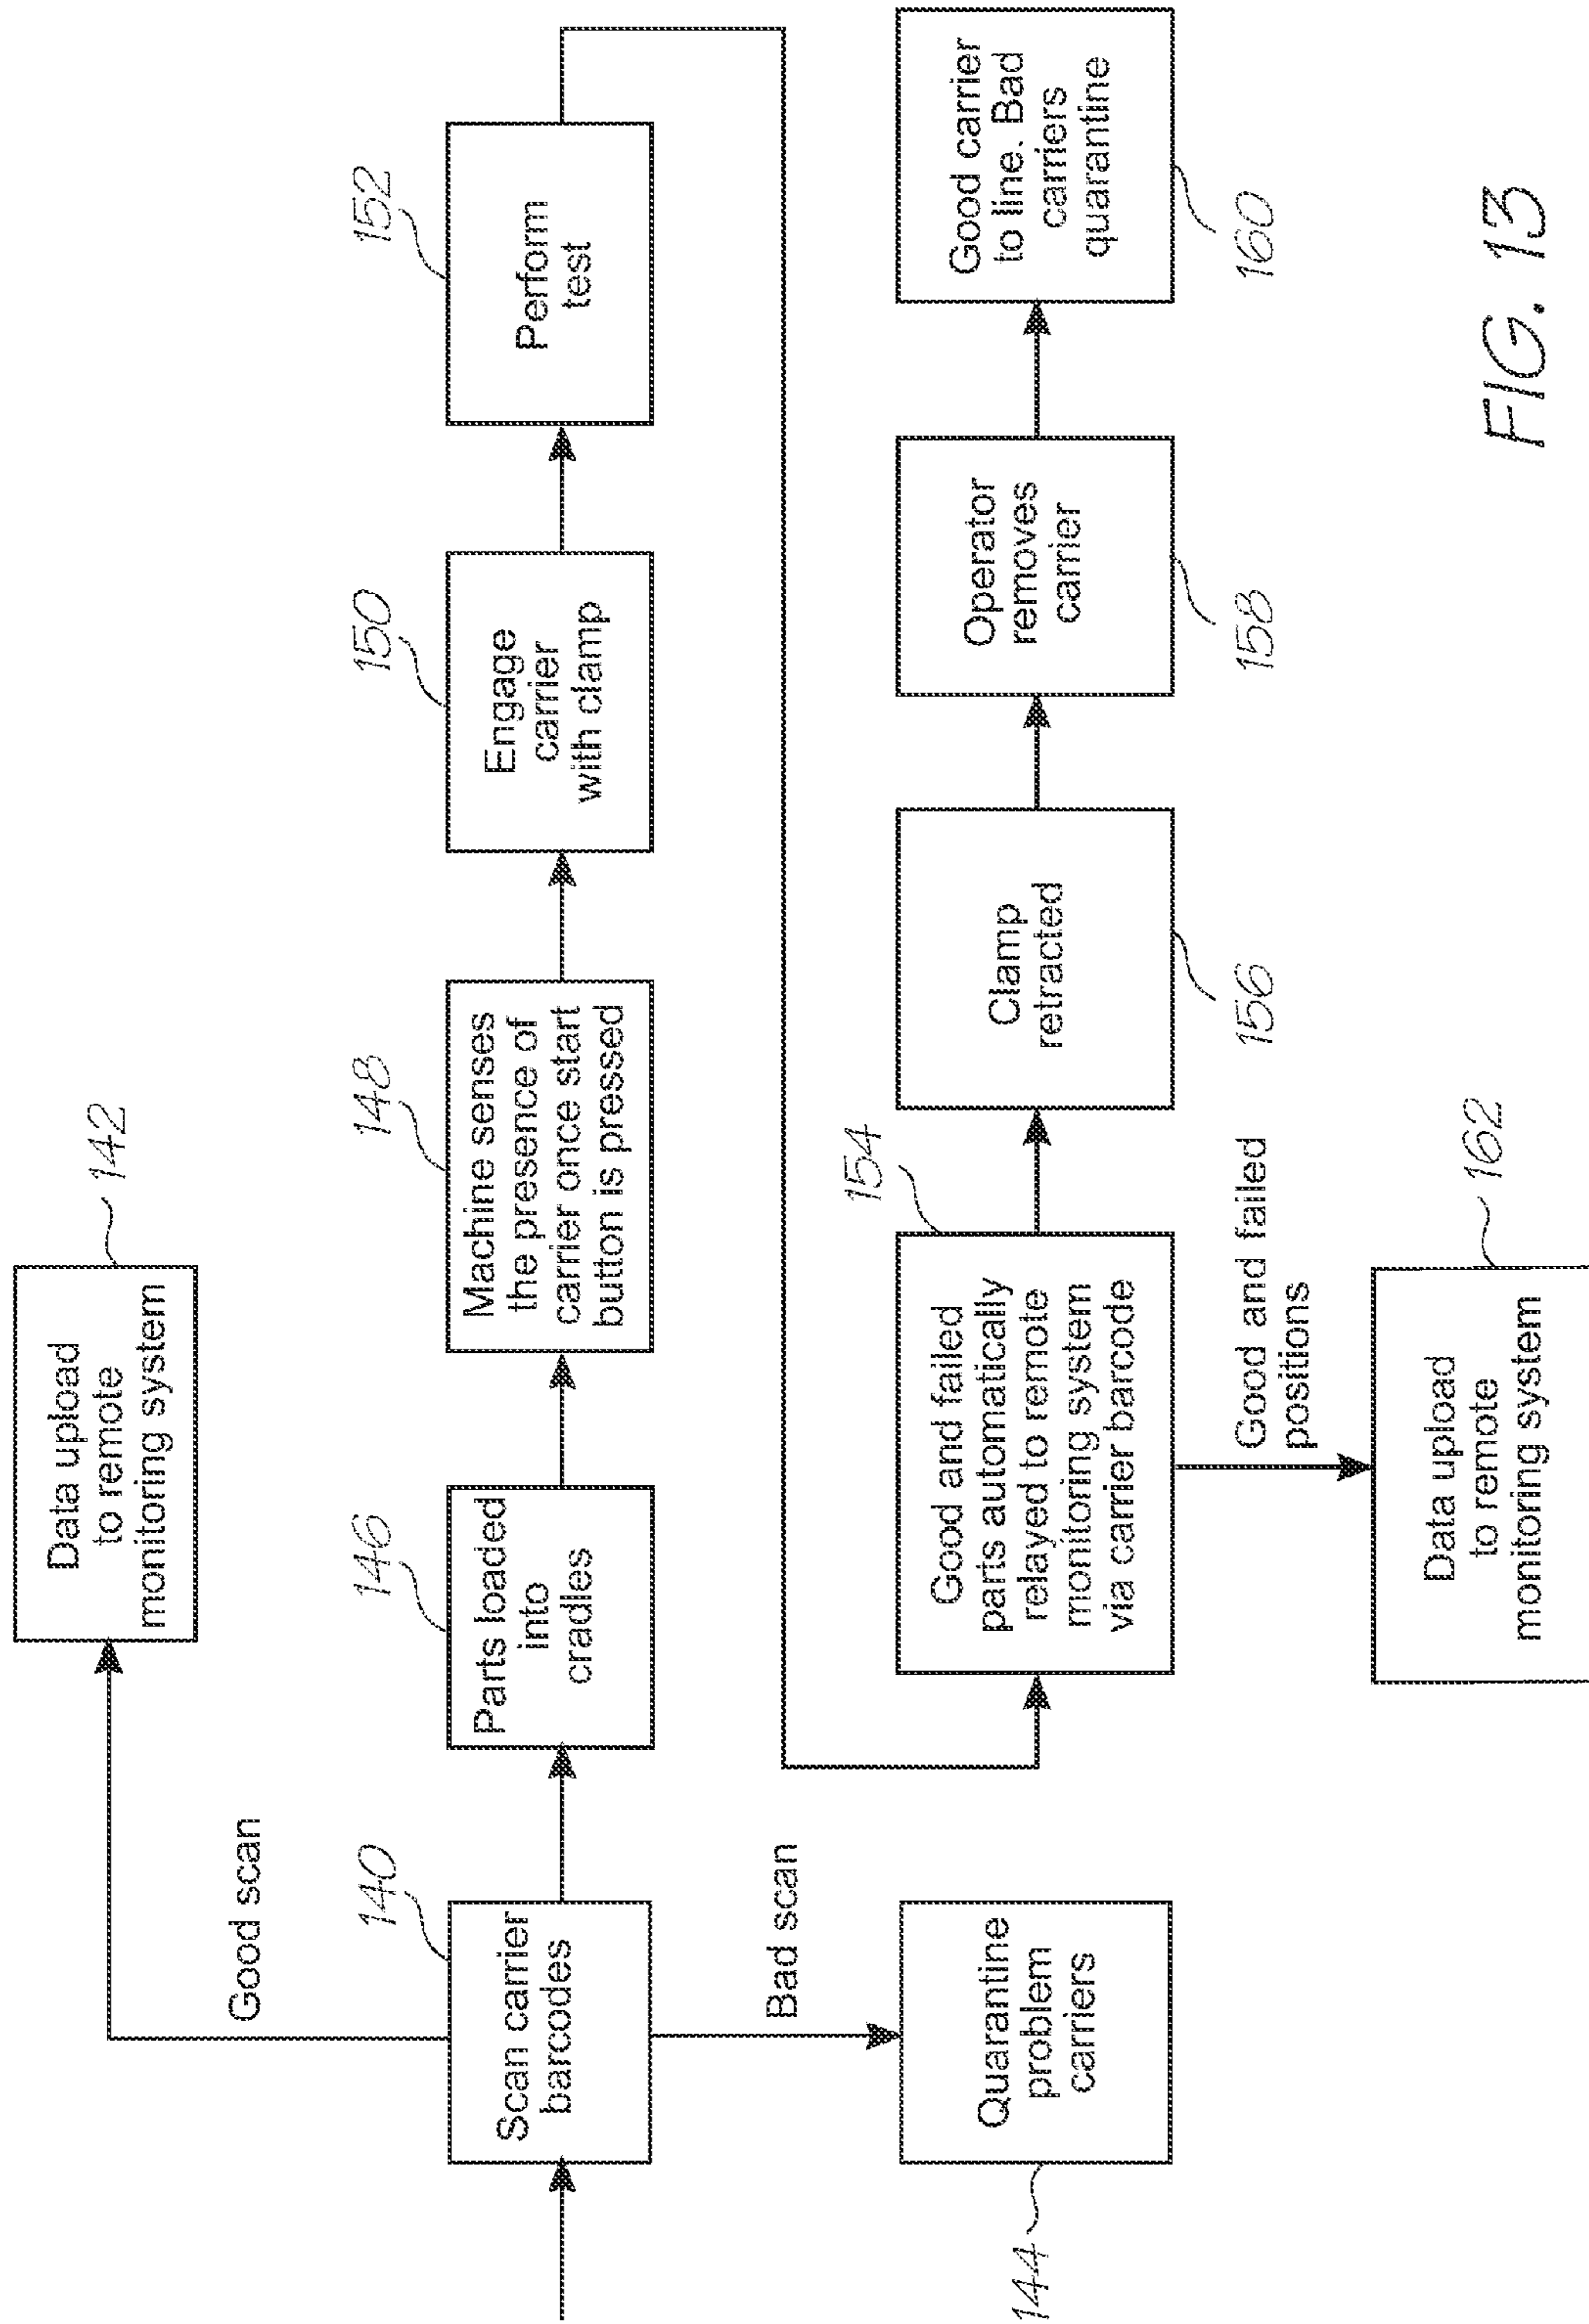 Data upload
to remote
monitoring system
142
Good scan
140
Scan carrier
barcodes
146
Parts loaded
into
cradles
148
Machine senses
the presence of
carrier once start
button is pressed
150
Engage
carrier
with clamp
152
Perform
test
Bad scan
Quarantine
problem
carriers
144
154
Good and failed
parts automatically
relayed to remote
monitoring system
via carrier barcode
Clamp
retracted
156
Operator
removes
carrier
158
Good carrier
to line. Bad
carriers
quarantine
160
Good and failed
positions
162
Data upload
to remote
monitoring system
FIG. 13